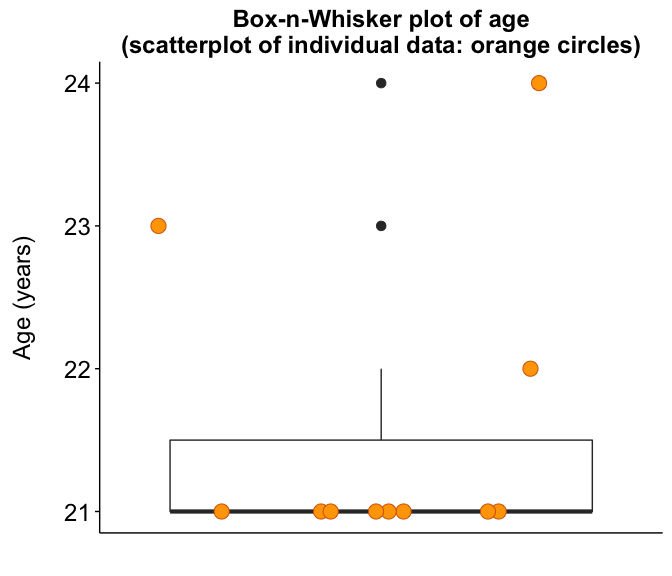 Box-n-Whisker plot of age
(scatterplot of individual data: orange circles)
24
23
22
21
Age (years)